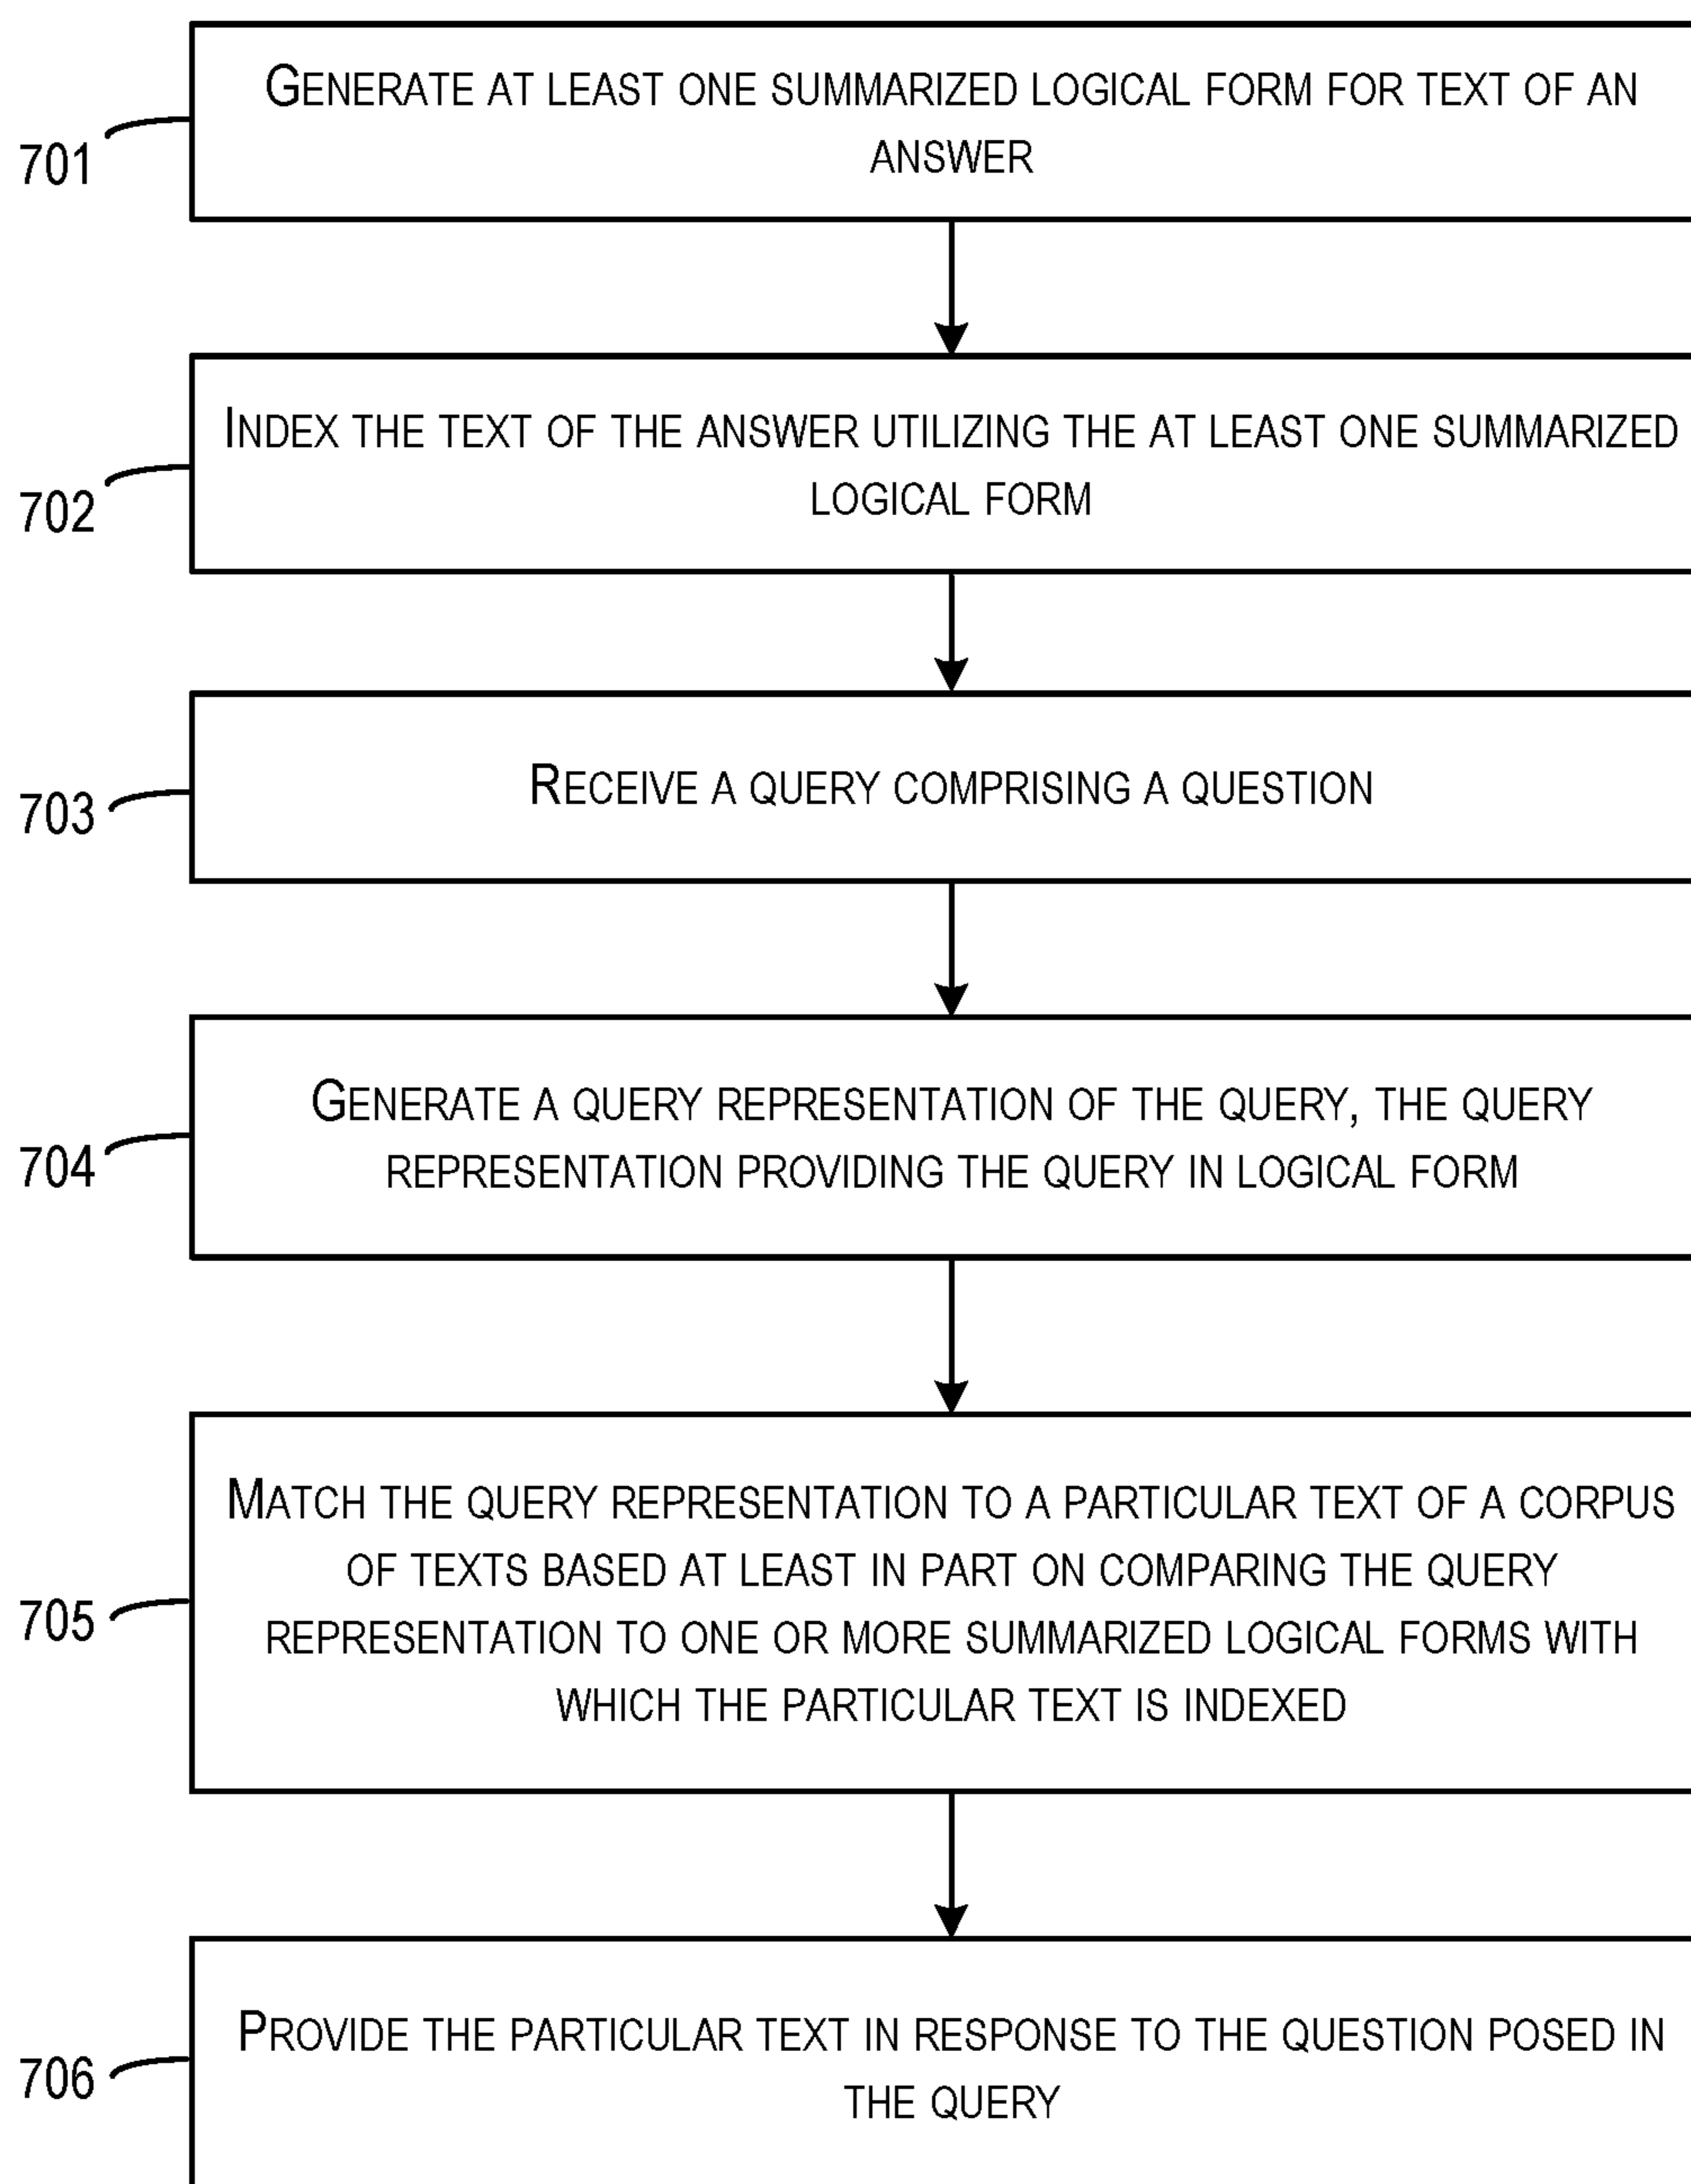 GENERATE AT LEAST ONE SUMMARIZED LOGICAL FORM FOR TEXT OF AN
ANSWER
701
INDEX THE TEXT OF THE ANSWER UTILIZING THE AT LEAST ONE SUMMARIZED
LOGICAL FORM
702
RECEIVE A QUERY COMPRISING A QUESTION
703
GENERATE A QUERY REPRESENTATION OF THE QUERY, THE QUERY
REPRESENTATION PROVIDING THE QUERY IN LOGICAL FORM
704
MATCH THE QUERY REPRESENTATION TO A PARTICULAR TEXT OF A CORPUS
OF TEXTS BASED AT LEAST IN PART ON COMPARING THE QUERY
REPRESENTATION TO ONE OR MORE SUMMARIZED LOGICAL FORMS WITH
WHICH THE PARTICULAR TEXT IS INDEXED
705
PROVIDE THE PARTICULAR TEXT IN RESPONSE TO THE QUESTION POSED IN
THE QUERY
706